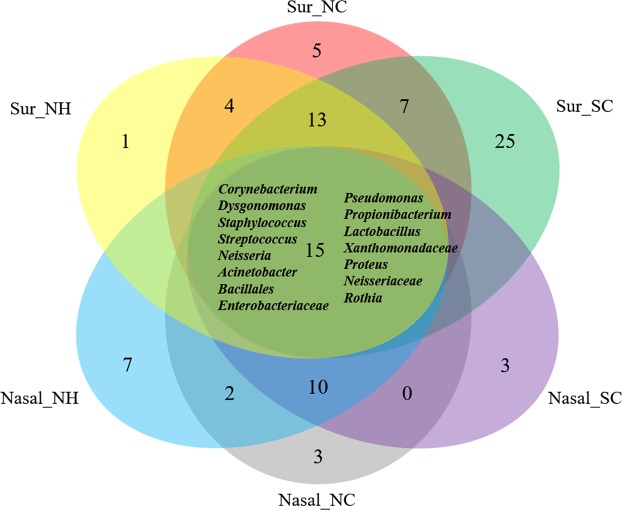 Sur_NC
5
Sur_NH
4
13
7
Sur_SC
1
25
Corynebacterium
Dysgonomonas
Staphylococcus
Streptococcus
Neisseria
Acinetobacter
Bacillales
Enterobacteriaceae
15
Pseudomonas
Propionibacterium
Lactobacillus
Xanthomonadaceae
Proteus
Neisseriaceae
Rothia
7
2
10
0
3
Nasal_NH
Nasal_SC
3
Nasal_NC